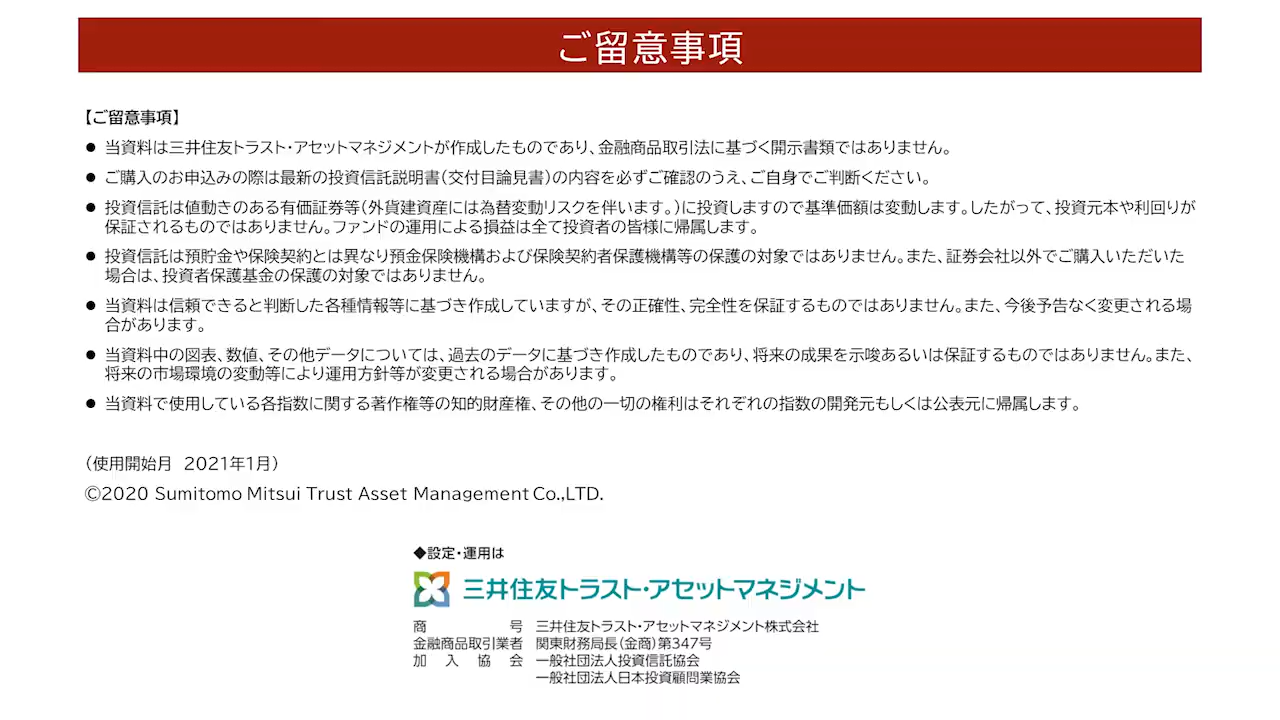 ご留意事項
【ご留意事項】
● 当資料は三井住友トラスト・アセットマネジメントが作成したものであり、金融商品取引法に基づく開示書類ではありません。
● ご購入のお申込みの際は最新の投資信託説明書(交付目論見書)の内容を必ずご確認のうえ、ご自身でご判断ください。
● 投資信託は値動きのある有価証券等(外貨建資産には為替変動リスクを伴います。)に投資しますので基準価額は変動します。したがって、投資元本や利回りが
保証されるものではありません。ファンドの運用による損益は全て投資者の皆様に帰属します。
● 投資信託は預貯金や保険契約とは異なり預金保険機構および保険契約者保護機構等の保護の対象ではありません。また、証券会社以外でご購入いただいた
場合は、投資者保護基金の保護の対象ではありません。
● 当資料は信頼できると判断した各種情報等に基づき作成していますが、その正確性、完全性を保証するものではありません。また、今後予告なく変更される場
合があります。
● 当資料中の図表、数値、その他データについては、過去のデータに基づき作成したものであり、将来の成果を示唆あるいは保証するものではありません。また、
将来の市場環境の変動等により運用方針等が変更される場合があります。
● 当資料で使用している各指数に関する著作権等の知的財産権、その他の一切の権利はそれぞれの指数の開発元もしくは公表元に帰属します。
(使用開始月 2021年1月)
©2020 Sumitomo Mitsui Trust Asset Management Co.,LTD.
◆設定・運用は
三井住友トラスト・アセットマネジメント
商 号 三井住友トラスト・アセットマネジメント株式会社
金融商品取引業者 関東財務局長(金商)第347号
加 入 協 会 一般社団法人投資信託協会
一般社団法人日本投資顧問業協会